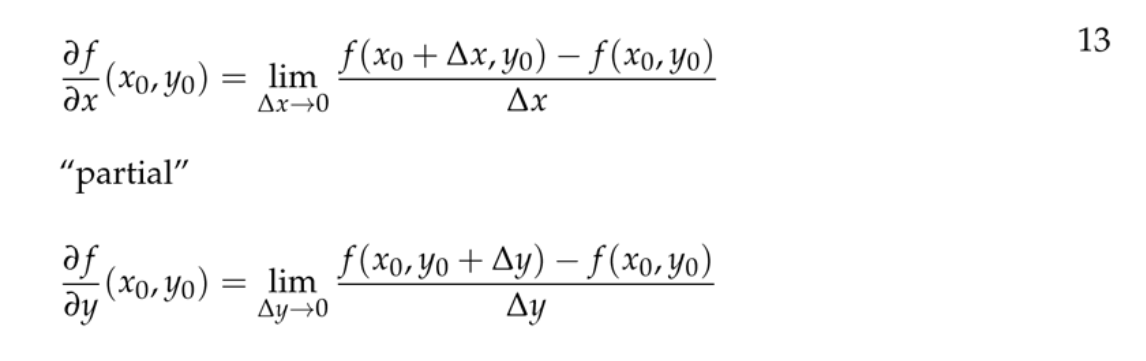 ∂f/∂x (x₀, y₀) = lim_{Δx→0} (f(x₀ + Δx, y₀) − f(x₀, y₀))/Δx 13
“partial”
∂f/∂y (x₀, y₀) = lim_{Δy→0} (f(x₀, y₀ + Δy) − f(x₀, y₀))/Δy